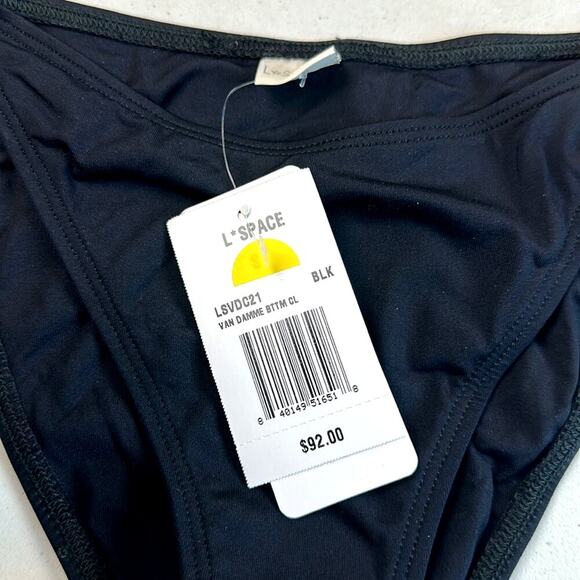 L*SPACE
LSVDC21 BLK
VAN DAMME BTTM CL
8 40149 51651 8
$92.00